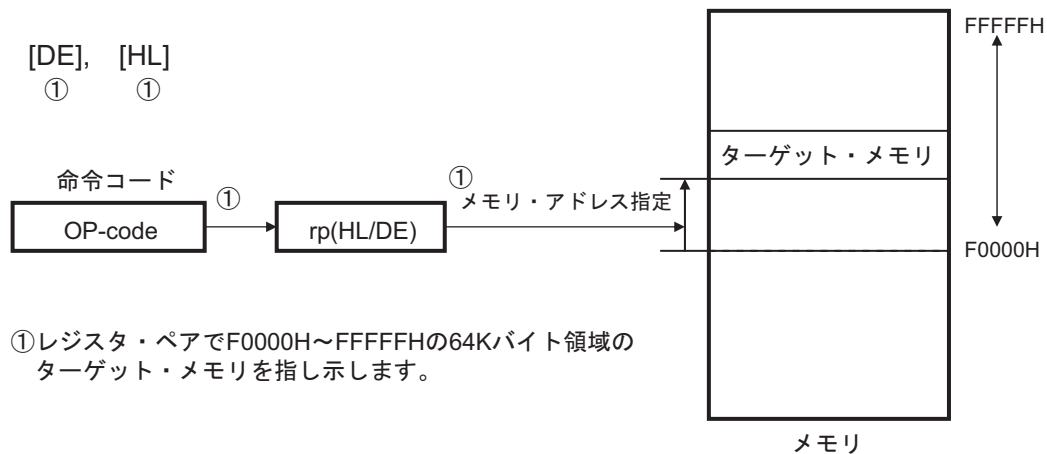 FFFFFH
[DE], [HL]
① ①
ターゲット・メモリ
命令コード
①
①
メモリ・アドレス指定
OP-code
rp(HL/DE)
F0000H
①レジスタ・ペアでF0000H～FFFFFHの64Kバイト領域の
ターゲット・メモリを指し示します。
メモリ